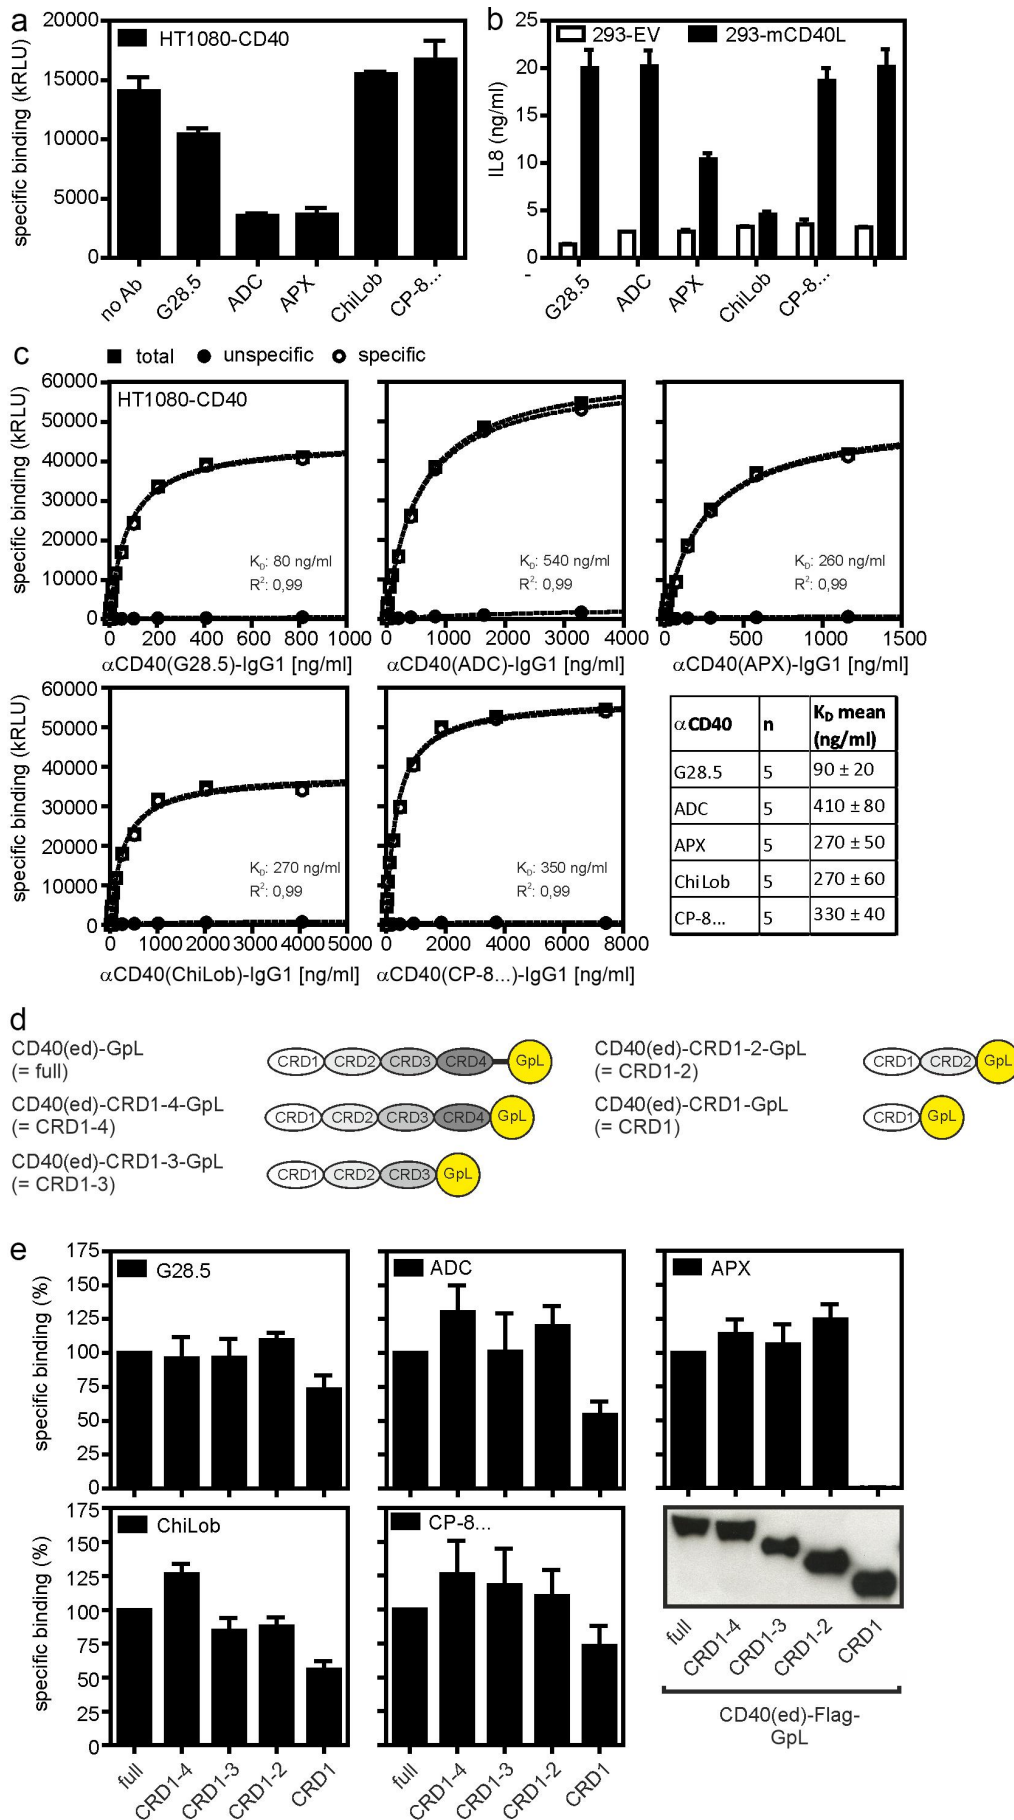 a
20000
15000
10000
5000
0
specific binding (kRLU)
HT1080-CD40
no Ab
G28.5
ADC
APX
ChiLob
CP-8...
b
25
20
15
10
5
0
IL8 (ng/ml)
293-EV
293-mCD40L
-
G28.5
ADC
APX
ChiLob
CP-8...
c
total
unspecific
specific
60000
50000
40000
30000
20000
10000
0
specific binding (kRLU)
HT1080-CD40
K_D: 80 ng/ml
R²: 0,99
0 200 400 600 800 1000
αCD40(G28.5)-IgG1 [ng/ml]
K_D: 540 ng/ml
R²: 0,99
0 1000 2000 3000 4000
αCD40(ADC)-IgG1 [ng/ml]
K_D: 260 ng/ml
R²: 0,99
0 500 1000 1500
αCD40(APX)-IgG1 [ng/ml]
60000
50000
40000
30000
20000
10000
0
specific binding (kRLU)
K_D: 270 ng/ml
R²: 0,99
0 1000 2000 3000 4000 5000
αCD40(ChiLob)-IgG1 [ng/ml]
K_D: 350 ng/ml
R²: 0,99
0 2000 4000 6000 8000
αCD40(CP-8...)-IgG1 [ng/ml]
αCD40 n K_D mean
(ng/ml)
G28.5 5 90 ± 20
ADC 5 410 ± 80
APX 5 270 ± 50
ChiLob 5 270 ± 60
CP-8... 5 330 ± 40
d
CD40(ed)-GpL
(= full)
CRD1 CRD2 CRD3 CRD4 GpL
CD40(ed)-CRD1-4-GpL
(= CRD1-4)
CRD1 CRD2 CRD3 CRD4 GpL
CD40(ed)-CRD1-3-GpL
(= CRD1-3)
CRD1 CRD2 CRD3 GpL
CD40(ed)-CRD1-2-GpL
(= CRD1-2)
CRD1 CRD2 GpL
CD40(ed)-CRD1-GpL
(= CRD1)
CRD1 GpL
e
175
150
125
100
75
50
25
0
specific binding (%)
G28.5
ADC
APX
175
150
125
100
75
50
25
0
specific binding (%)
ChiLob
full
CRD1-4
CRD1-3
CRD1-2
CRD1
CP-8...
full
CRD1-4
CRD1-3
CRD1-2
CRD1
full
CRD1-4
CRD1-3
CRD1-2
CRD1
CD40(ed)-Flag-
GpL